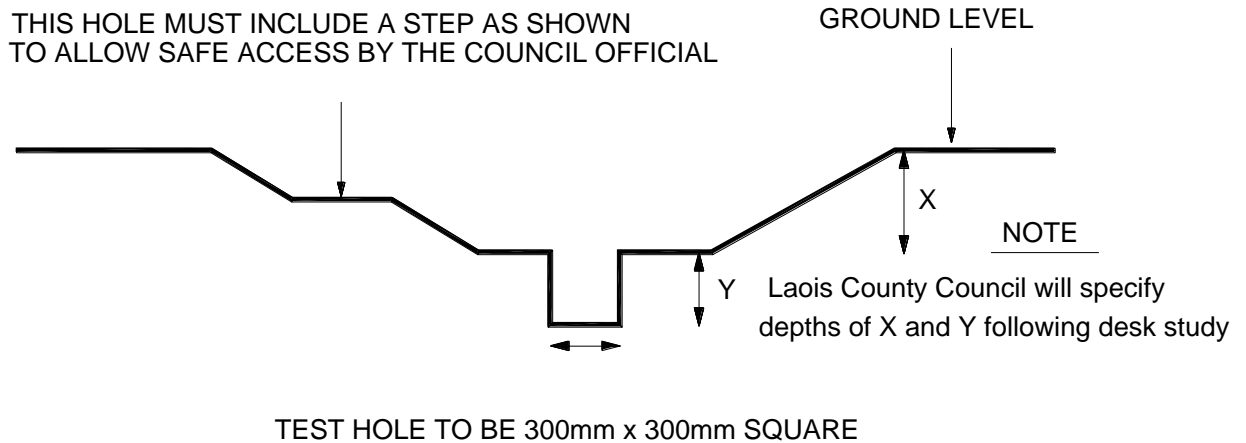 THIS HOLE MUST INCLUDE A STEP AS SHOWN
TO ALLOW SAFE ACCESS BY THE COUNCIL OFFICIAL
GROUND LEVEL
X
NOTE
Y
Laois County Council will specify
depths of X and Y following desk study
TEST HOLE TO BE 300mm x 300mm SQUARE